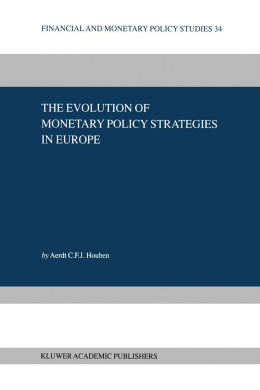 FINANCIAL AND MONETARY POLICY STUDIES 34
THE EVOLUTION OF
MONETARY POLICY STRATEGIES
IN EUROPE
by Aerdt C.F.J. Houben
KLUWER ACADEMIC PUBLISHERS